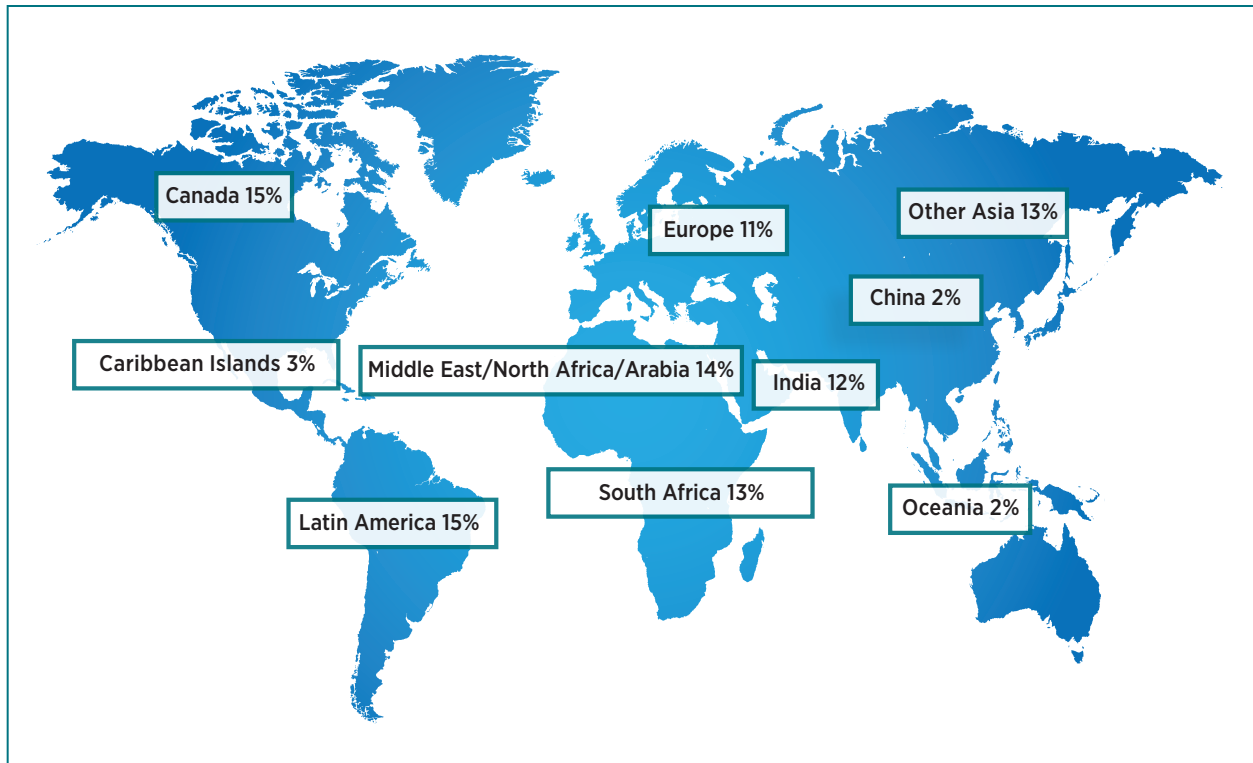 Canada 15%
Other Asia 13%
Europe 11%
China 2%
Caribbean Islands 3%
Middle East/North Africa/Arabia 14%
India 12%
South Africa 13%
Oceania 2%
Latin America 15%